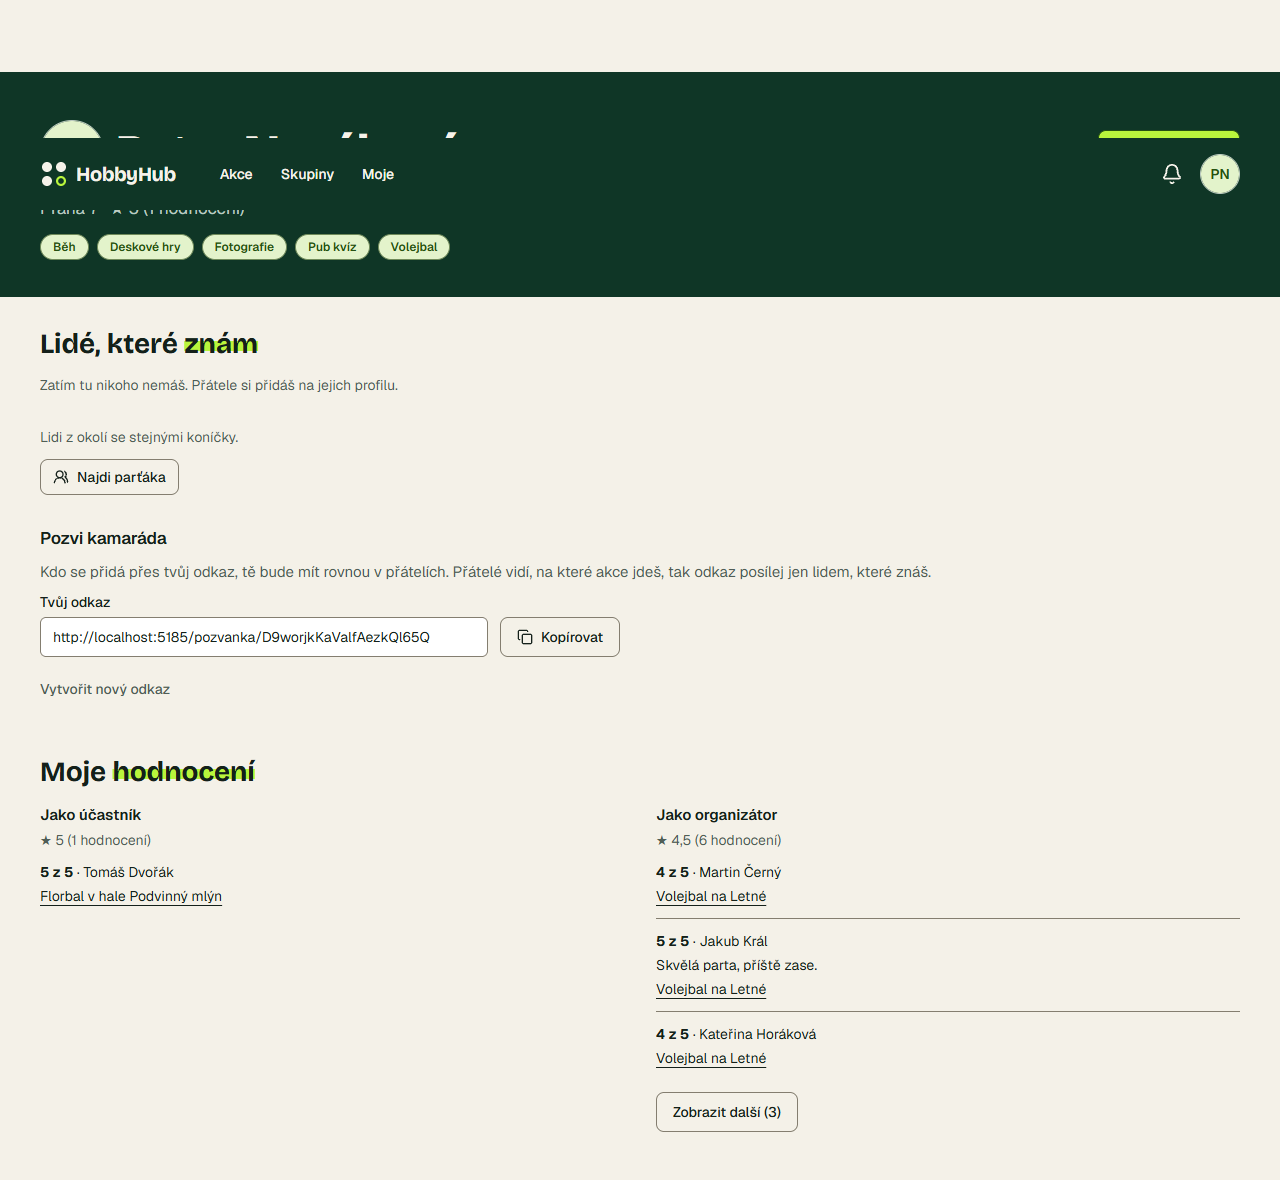 HobbyHub
Akce
Skupiny
Moje
PN
Praha 7 ★ 5 (1 hodnocení)
Běh
Deskové hry
Fotografie
Pub kvíz
Volejbal
Lidé, které znám
Zatím tu nikoho nemáš. Přátele si přidáš na jejich profilu.
Lidi z okolí se stejnými koníčky.
Najdi parťáka
Pozvi kamaráda
Kdo se přidá přes tvůj odkaz, tě bude mít rovnou v přátelích. Přátelé vidí, na které akce jdeš, tak odkaz posílej jen lidem, které znáš.
Tvůj odkaz
http://localhost:5185/pozvanka/D9worjkKaValfAezkQl65Q
Kopírovat
Vytvořit nový odkaz
Moje hodnocení
Jako účastník
★ 5 (1 hodnocení)
5 z 5 · Tomáš Dvořák
Florbal v hale Podvinný mlýn
Jako organizátor
★ 4,5 (6 hodnocení)
4 z 5 · Martin Černý
Volejbal na Letné
5 z 5 · Jakub Král
Skvělá parta, příště zase.
Volejbal na Letné
4 z 5 · Kateřina Horáková
Volejbal na Letné
Zobrazit další (3)